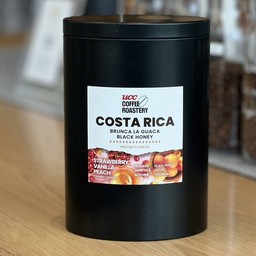 UCC
COFFEE
ROASTERY
COSTA RICA
BRUNCA LA GUACA
BLACK HONEY
STRAWBERRY
VANILLA
PEACH